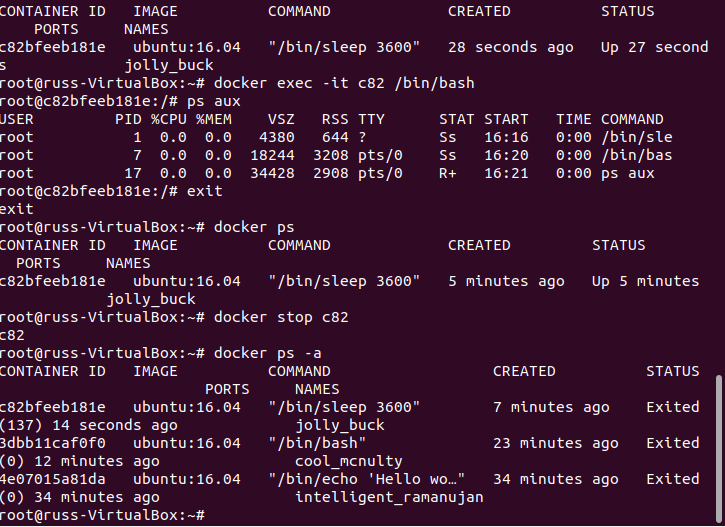 CONTAINER ID   IMAGE          COMMAND             CREATED          STATUS
    PORTS     NAMES
c82bfeeb181e   ubuntu:16.04   "/bin/sleep 3600"   28 seconds ago   Up 27 second
s             jolly_buck
root@russ-VirtualBox:~# docker exec -it c82 /bin/bash
root@c82bfeeb181e:/# ps aux
USER         PID %CPU %MEM    VSZ   RSS TTY      STAT START   TIME COMMAND
root           1  0.0  0.0   4380   644 ?        Ss   16:16   0:00 /bin/sle
root           7  0.0  0.0  18244  3208 pts/0    Ss   16:20   0:00 /bin/bas
root          17  0.0  0.0  34428  2908 pts/0    R+   16:21   0:00 ps aux
root@c82bfeeb181e:/# exit
exit
root@russ-VirtualBox:~# docker ps
CONTAINER ID   IMAGE          COMMAND             CREATED         STATUS
  PORTS     NAMES
c82bfeeb181e   ubuntu:16.04   "/bin/sleep 3600"   5 minutes ago   Up 5 minutes
            jolly_buck
root@russ-VirtualBox:~# docker stop c82
c82
root@russ-VirtualBox:~# docker ps -a
CONTAINER ID   IMAGE          COMMAND                  CREATED          STATUS
                       PORTS     NAMES
c82bfeeb181e   ubuntu:16.04   "/bin/sleep 3600"        7 minutes ago    Exited
(137) 14 seconds ago             jolly_buck
3dbb11caf0f0   ubuntu:16.04   "/bin/bash"              23 minutes ago   Exited
(0) 12 minutes ago               cool_mcnulty
4e07015a81da   ubuntu:16.04   "/bin/echo 'Hello wo…"   34 minutes ago   Exited
(0) 34 minutes ago               intelligent_ramanujan
root@russ-VirtualBox:~#